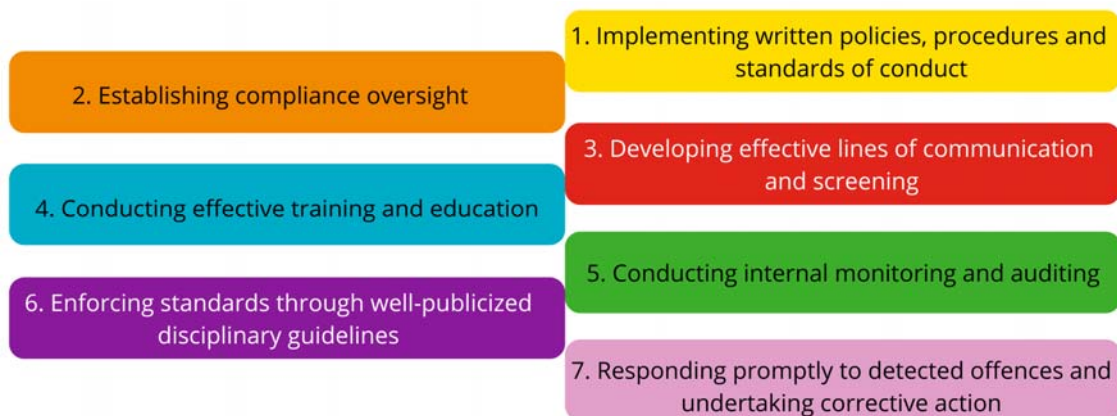 1. Implementing written policies, procedures and
standards of conduct
2. Establishing compliance oversight
3. Developing effective lines of communication
and screening
4. Conducting effective training and education
5. Conducting internal monitoring and auditing
6. Enforcing standards through well-publicized
disciplinary guidelines
7. Responding promptly to detected offences and
undertaking corrective action